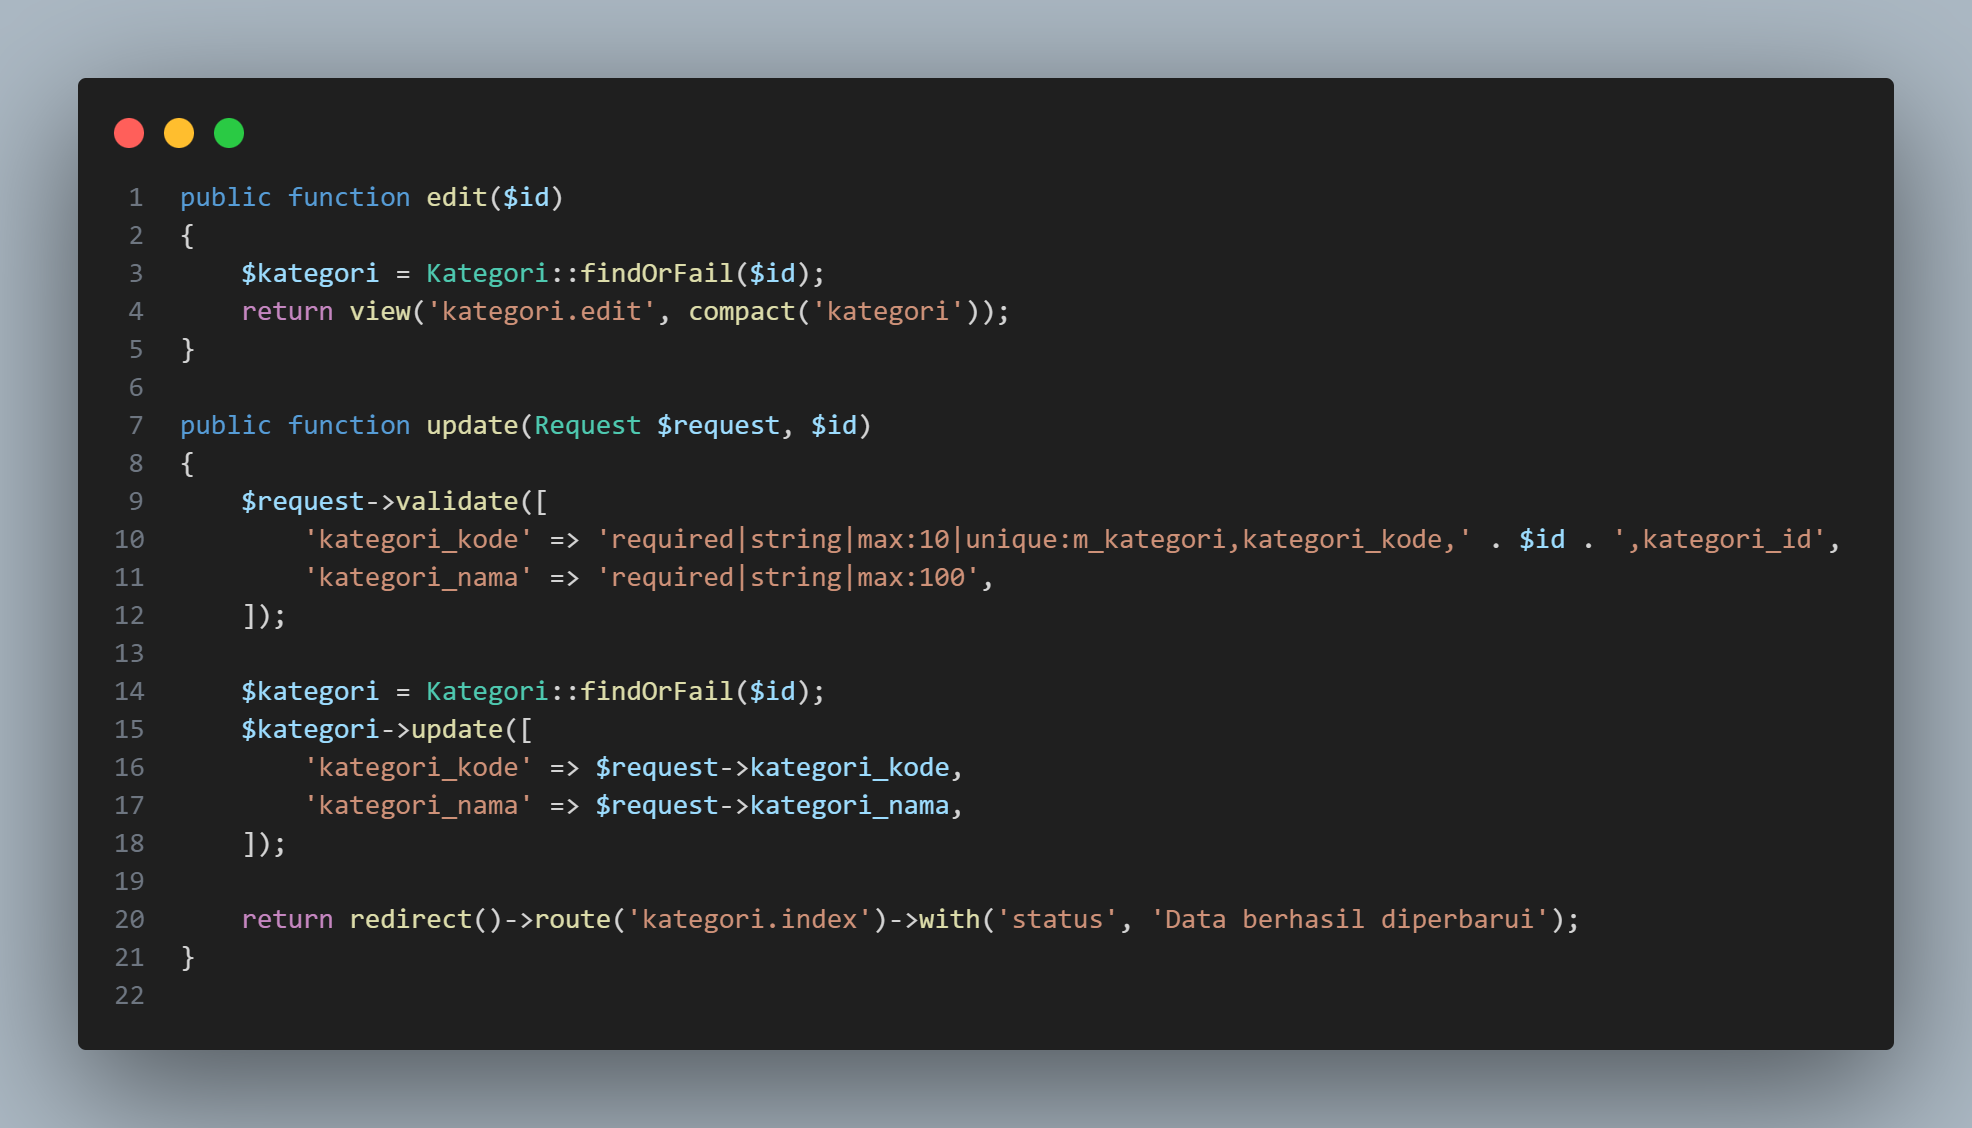 1 public function edit($id)
2 {
3     $kategori = Kategori::findOrFail($id);
4     return view('kategori.edit', compact('kategori'));
5 }
6
7 public function update(Request $request, $id)
8 {
9     $request->validate([
10         'kategori_kode' => 'required|string|max:10|unique:m_kategori,kategori_kode,' . $id . ',kategori_id',
11         'kategori_nama' => 'required|string|max:100',
12     ]);
13
14     $kategori = Kategori::findOrFail($id);
15     $kategori->update([
16         'kategori_kode' => $request->kategori_kode,
17         'kategori_nama' => $request->kategori_nama,
18     ]);
19
20     return redirect()->route('kategori.index')->with('status', 'Data berhasil diperbarui');
21 }
22